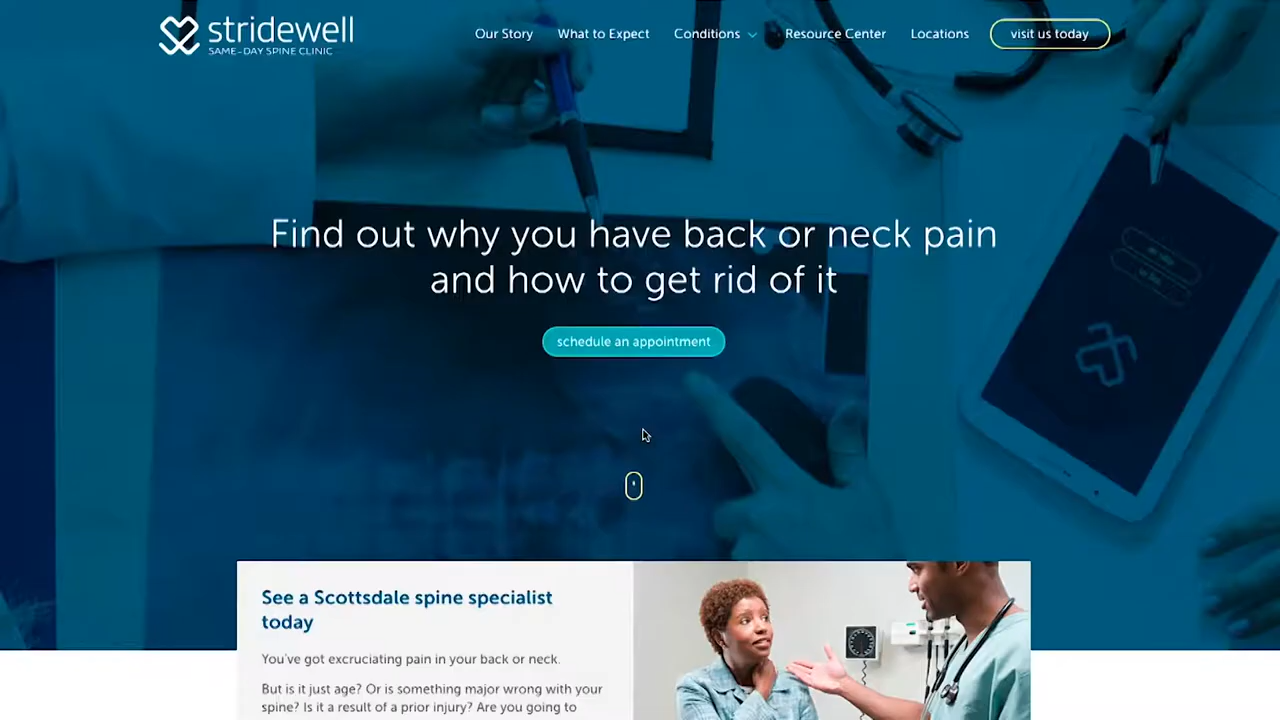 stridewell
SAME-DAY SPINE CLINIC
Our Story
What to Expect
Conditions
Resource Center
Locations
visit us today
Find out why you have back or neck pain
and how to get rid of it
schedule an appointment
See a Scottsdale spine specialist
today
You've got excruciating pain in your back or neck.
But is it just age? Or is something major wrong with your
spine? Is it a result of a prior injury? Are you going to